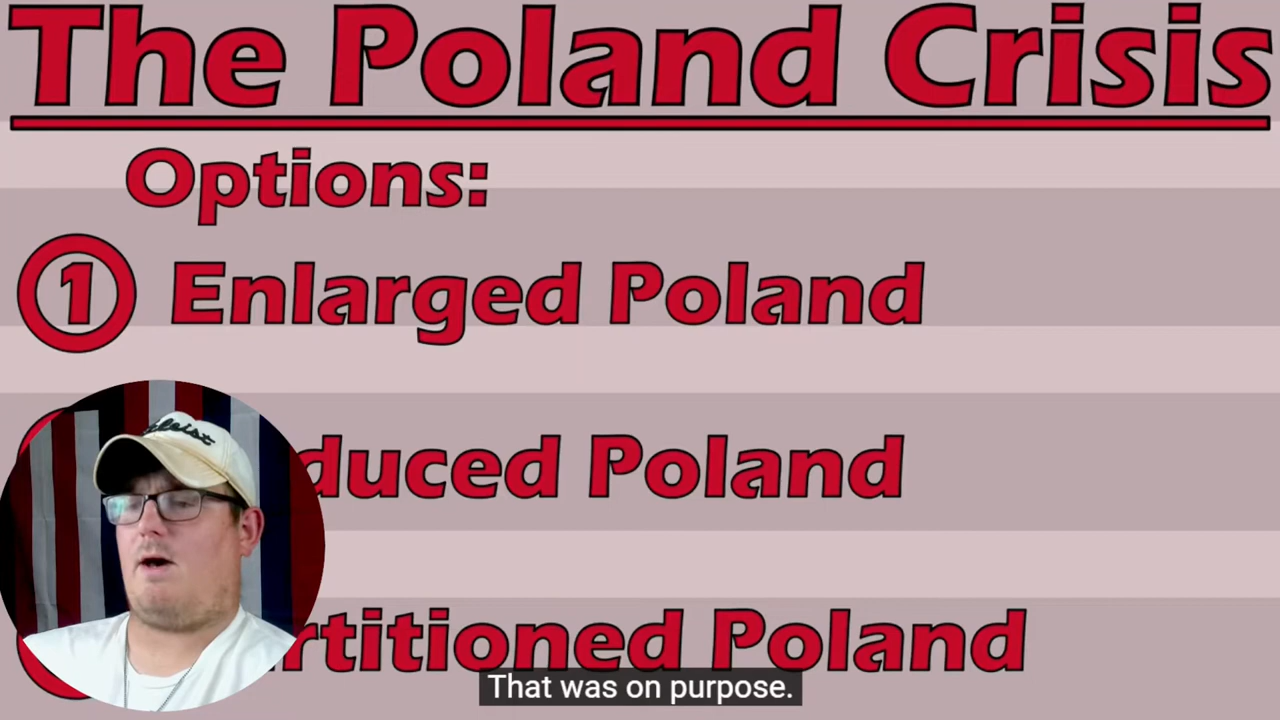 The Poland Crisis
Options:
1 Enlarged Poland
duced Poland
rtitioned Poland
That was on purpose.